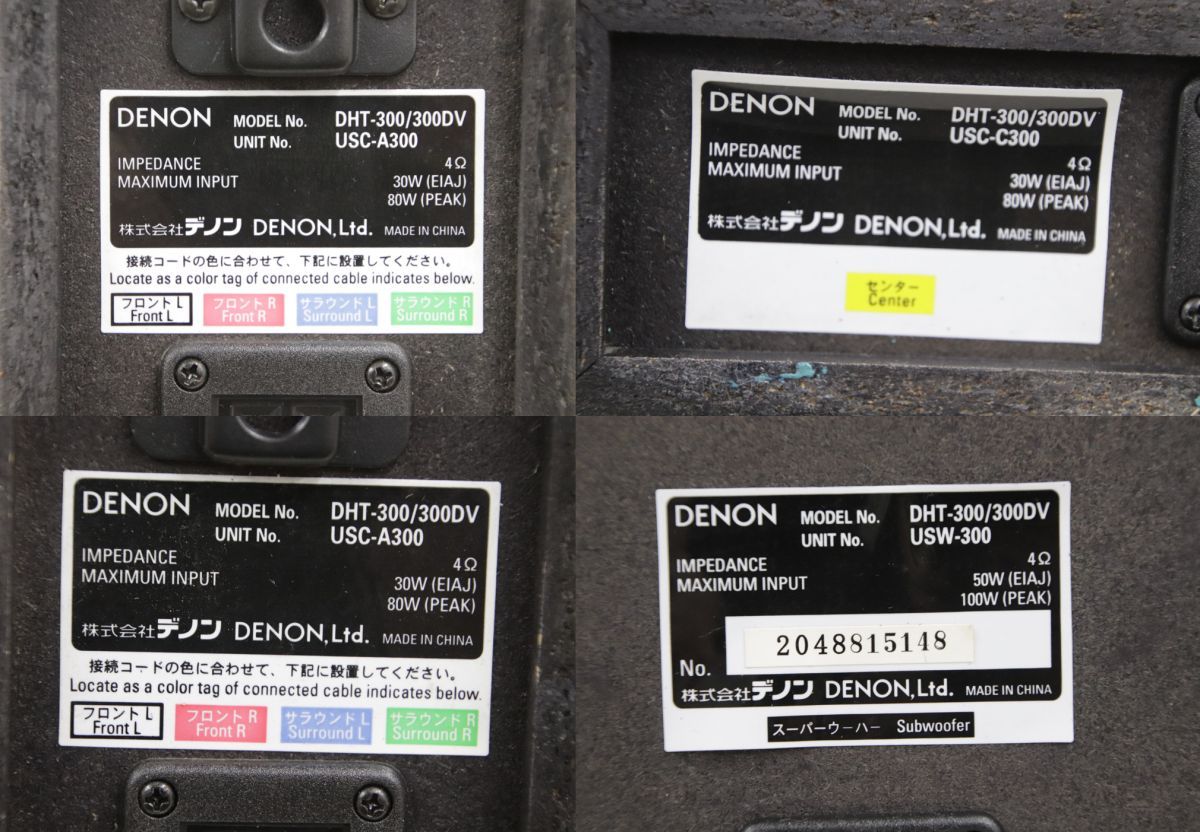 DENON MODEL No. DHT-300/300DV
UNIT No. USC-A300
IMPEDANCE 4Ω
MAXIMUM INPUT 30W (EIAJ)
80W (PEAK)
株式会社デノン DENON,Ltd. MADE IN CHINA
接続コードの色に合わせて、下記に設置してください。
Locate as a color tag of connected cable indicates below.
フロント L フロント R サラウンド L サラウンド R
Front L Front R Surround L Surround R
DENON MODEL No. DHT-300/300DV
UNIT No. USC-C300
IMPEDANCE 4Ω
MAXIMUM INPUT 30W (EIAJ)
80W (PEAK)
株式会社デノン DENON,Ltd. MADE IN CHINA
センター
Center
DENON MODEL No. DHT-300/300DV
UNIT No. USC-A300
IMPEDANCE 4Ω
MAXIMUM INPUT 30W (EIAJ)
80W (PEAK)
株式会社デノン DENON,Ltd. MADE IN CHINA
接続コードの色に合わせて、下記に設置してください。
Locate as a color tag of connected cable indicates below.
フロント L フロント R サラウンド L サラウンド R
Front L Front R Surround L Surround R
DENON MODEL No. DHT-300/300DV
UNIT No. USW-300
IMPEDANCE 4Ω
MAXIMUM INPUT 50W (EIAJ)
100W (PEAK)
No. 2048815148
株式会社デノン DENON,Ltd. MADE IN CHINA
スーパーウーハー Subwoofer